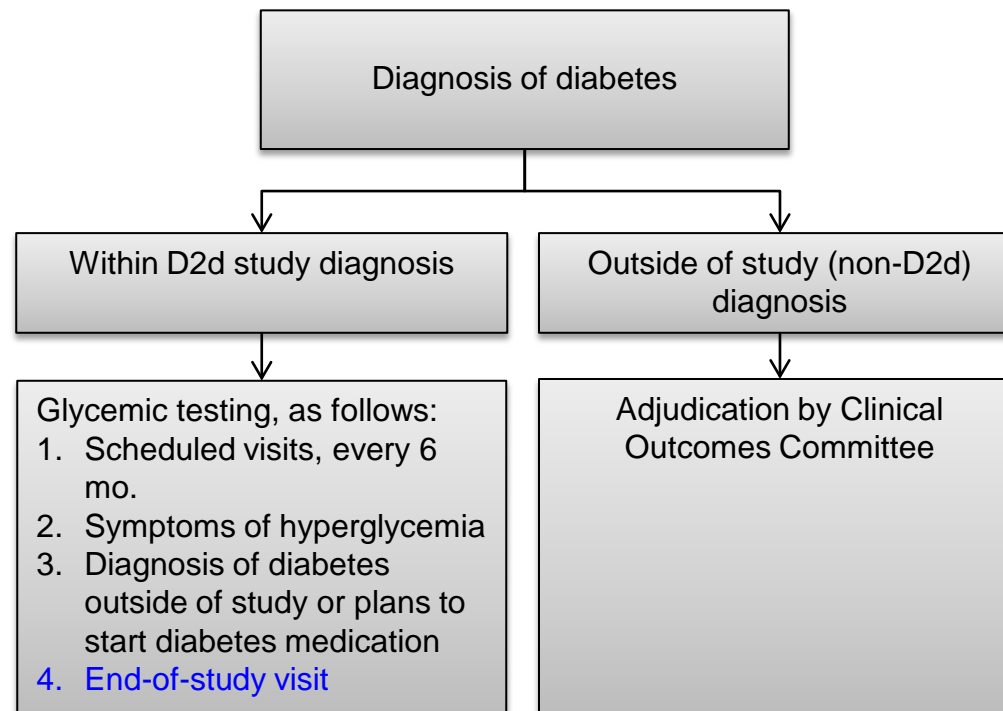 Diagnosis of diabetes
Within D2d study diagnosis
Outside of study (non-D2d)
diagnosis
Glycemic testing, as follows:
1. Scheduled visits, every 6
mo.
2. Symptoms of hyperglycemia
3. Diagnosis of diabetes
outside of study or plans to
start diabetes medication
4. End-of-study visit
Adjudication by Clinical
Outcomes Committee